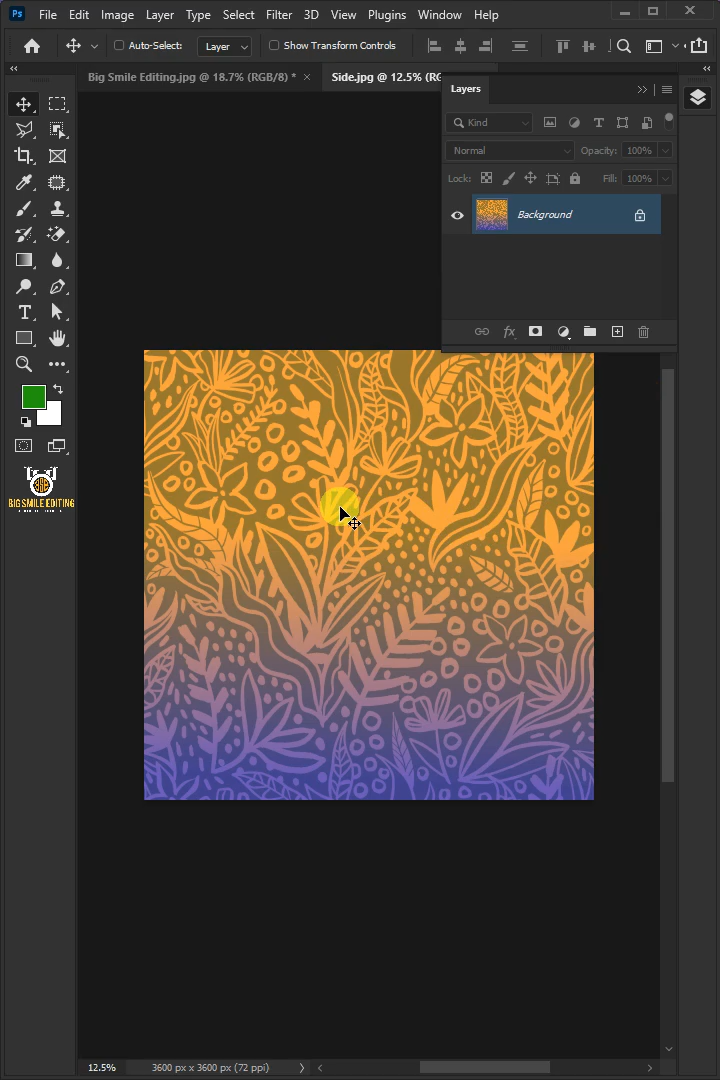 Ps File Edit Image Layer Type Select Filter 3D View Plugins Window Help
Auto-Select: Layer Show Transform Controls
Big Smile Editing.jpg @ 18.7% (RGB/8) * × Side.jpg @ 12.5% (RG
Layers
Kind
Normal Opacity: 100%
Lock: Fill: 100%
Background
fx
BIG SMILE EDITING
12.5% 3600 px x 3600 px (72 ppi)